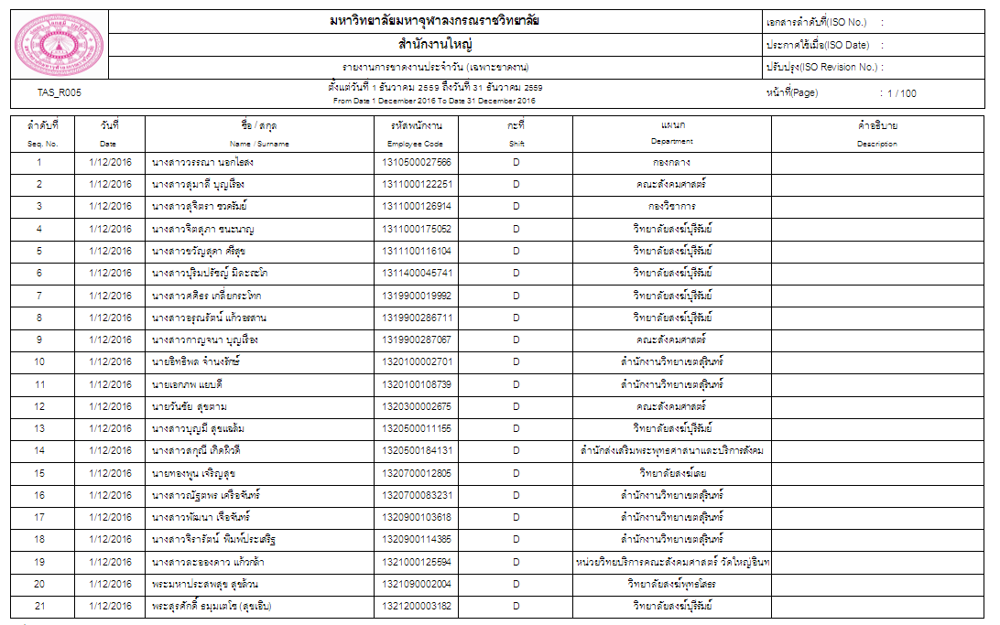 มหาวิทยาลัยมหาจุฬาลงกรณราชวิทยาลัย
เอกสารลำดับที่(ISO No.) :
สำนักงานใหญ่
ประกาศใช้เมื่อ(ISO Date) :
รายงานการขาดงานประจำวัน (เฉพาะขาดงาน)
ปรับปรุง(ISO Revision No.) :
TAS_R005
ตั้งแต่วันที่ 1 ธันวาคม 2559 ถึงวันที่ 31 ธันวาคม 2559
From Date 1 December 2016 To Date 31 December 2016
หน้าที่(Page) : 1 / 100
ลำดับที่ วันที่ ชื่อ / สกุล รหัสพนักงาน กะที่ แผนก คำอธิบาย
Seq. No. Date Name / Surname Employee Code Shift Department Description
1 1/12/2016 นางสาววรรณา นอกไธสง 1310500027566 D กองกลาง
2 1/12/2016 นางสาวสุมาลี บุญเรือง 1311000122251 D คณะสังคมศาสตร์
3 1/12/2016 นางสาวสุจิตรา ชวดรัมย์ 1311000126914 D กองวิชาการ
4 1/12/2016 นางสาวจิตสุภา ชนะนาญ 1311000175052 D วิทยาลัยสงฆ์บุรีรัมย์
5 1/12/2016 นางสาวขวัญสุดา ศรีสุข 1311100116104 D วิทยาลัยสงฆ์บุรีรัมย์
6 1/12/2016 นางสาวปุริมปรัชญ์ 1311400045741 D วิทยาลัยสงฆ์บุรีรัมย์
7 1/12/2016 นางสาวศศิธร เกลี่ยกระโทก 1319900019992 D วิทยาลัยสงฆ์บุรีรัมย์
8 1/12/2016 นางสาวอรุณรัตน์ แก้วอรสาน 1319900286711 D วิทยาลัยสงฆ์บุรีรัมย์
9 1/12/2016 นางสาวกาญจนา บุญเรือง 1319900287067 D คณะสังคมศาสตร์
10 1/12/2016 นายอิทธิพล จำนงรักษ์ 1320100002701 D สำนักงานวิทยาเขตสุรินทร์
11 1/12/2016 นายเอกภพ แยบดี 1320100108739 D สำนักงานวิทยาเขตสุรินทร์
12 1/12/2016 นายวันชัย สุขตาม 1320300002675 D คณะสังคมศาสตร์
13 1/12/2016 นางสาวบุญมี สุขแฉล้ม 1320500011155 D วิทยาลัยสงฆ์บุรีรัมย์
14 1/12/2016 นางสาวสกุณี เกิดผิวดี 1320500184131 D สำนักส่งเสริมพระพุทธศาสนาและบริการสังคม
15 1/12/2016 นายทองพูน เจริญสุข 1320700012805 D วิทยาลัยสงฆ์เลย
16 1/12/2016 นางสาวณัฐตพร เครือจันทร์ 1320700083231 D สำนักงานวิทยาเขตสุรินทร์
17 1/12/2016 นางสาวพัฒนา เจือจันทร์ 1320900103618 D สำนักงานวิทยาเขตสุรินทร์
18 1/12/2016 นางสาวจิรารัตน์ พิมพ์ประเสริฐ 1320900114385 D สำนักงานวิทยาเขตสุรินทร์
19 1/12/2016 นางสาวละอองดาว แก้วกล้า 1321000125594 D หน่วยวิทยบริการคณะสังคมศาสตร์ วัดใหญ่อินท
20 1/12/2016 พระมหาประสพสุข สุขล้วน 1321090002004 D วิทยาลัยสงฆ์พุทธโสธร
21 1/12/2016 พระสุรศักดิ์ ธมฺมเตโช (สุขเอิบ) 1321200003182 D วิทยาลัยสงฆ์บุรีรัมย์